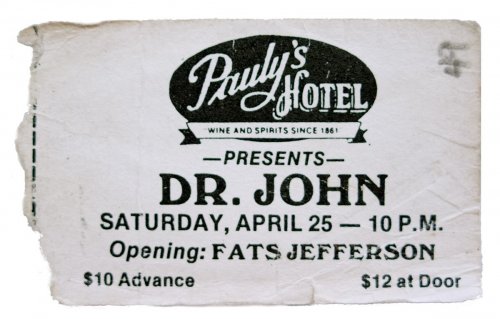 Pauly's
HOTEL
WINE AND SPIRITS SINCE 1861
—PRESENTS—
DR. JOHN
SATURDAY, APRIL 25 — 10 P.M.
Opening: FATS JEFFERSON
$10 Advance $12 at Door